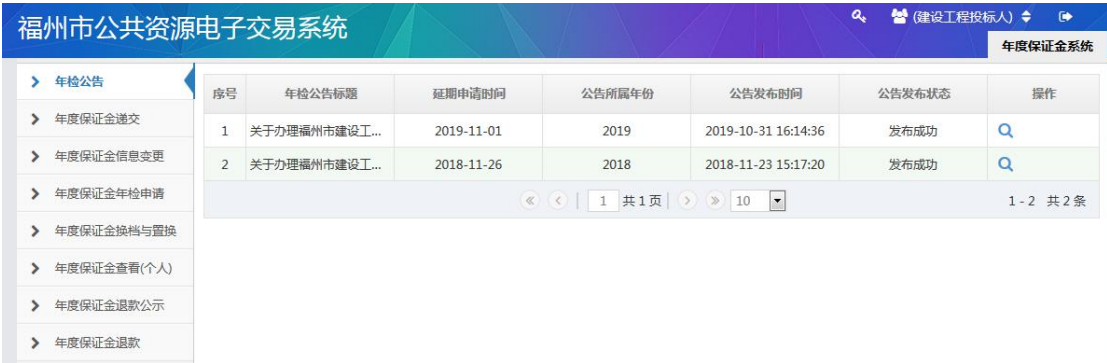 福州市公共资源电子交易系统
(建设工程投标人)
年度保证金系统
年检公告
年度保证金递交
年度保证金信息变更
年度保证金年检申请
年度保证金换档与置换
年度保证金查看(个人)
年度保证金退款公示
年度保证金退款
序号 年检公告标题 延期申请时间 公告所属年份 公告发布时间 公告发布状态 操作
1 关于办理福州市建设工... 2019-11-01 2019 2019-10-31 16:14:36 发布成功
2 关于办理福州市建设工... 2018-11-26 2018 2018-11-23 15:17:20 发布成功
1 共1页 10 1 - 2 共2条